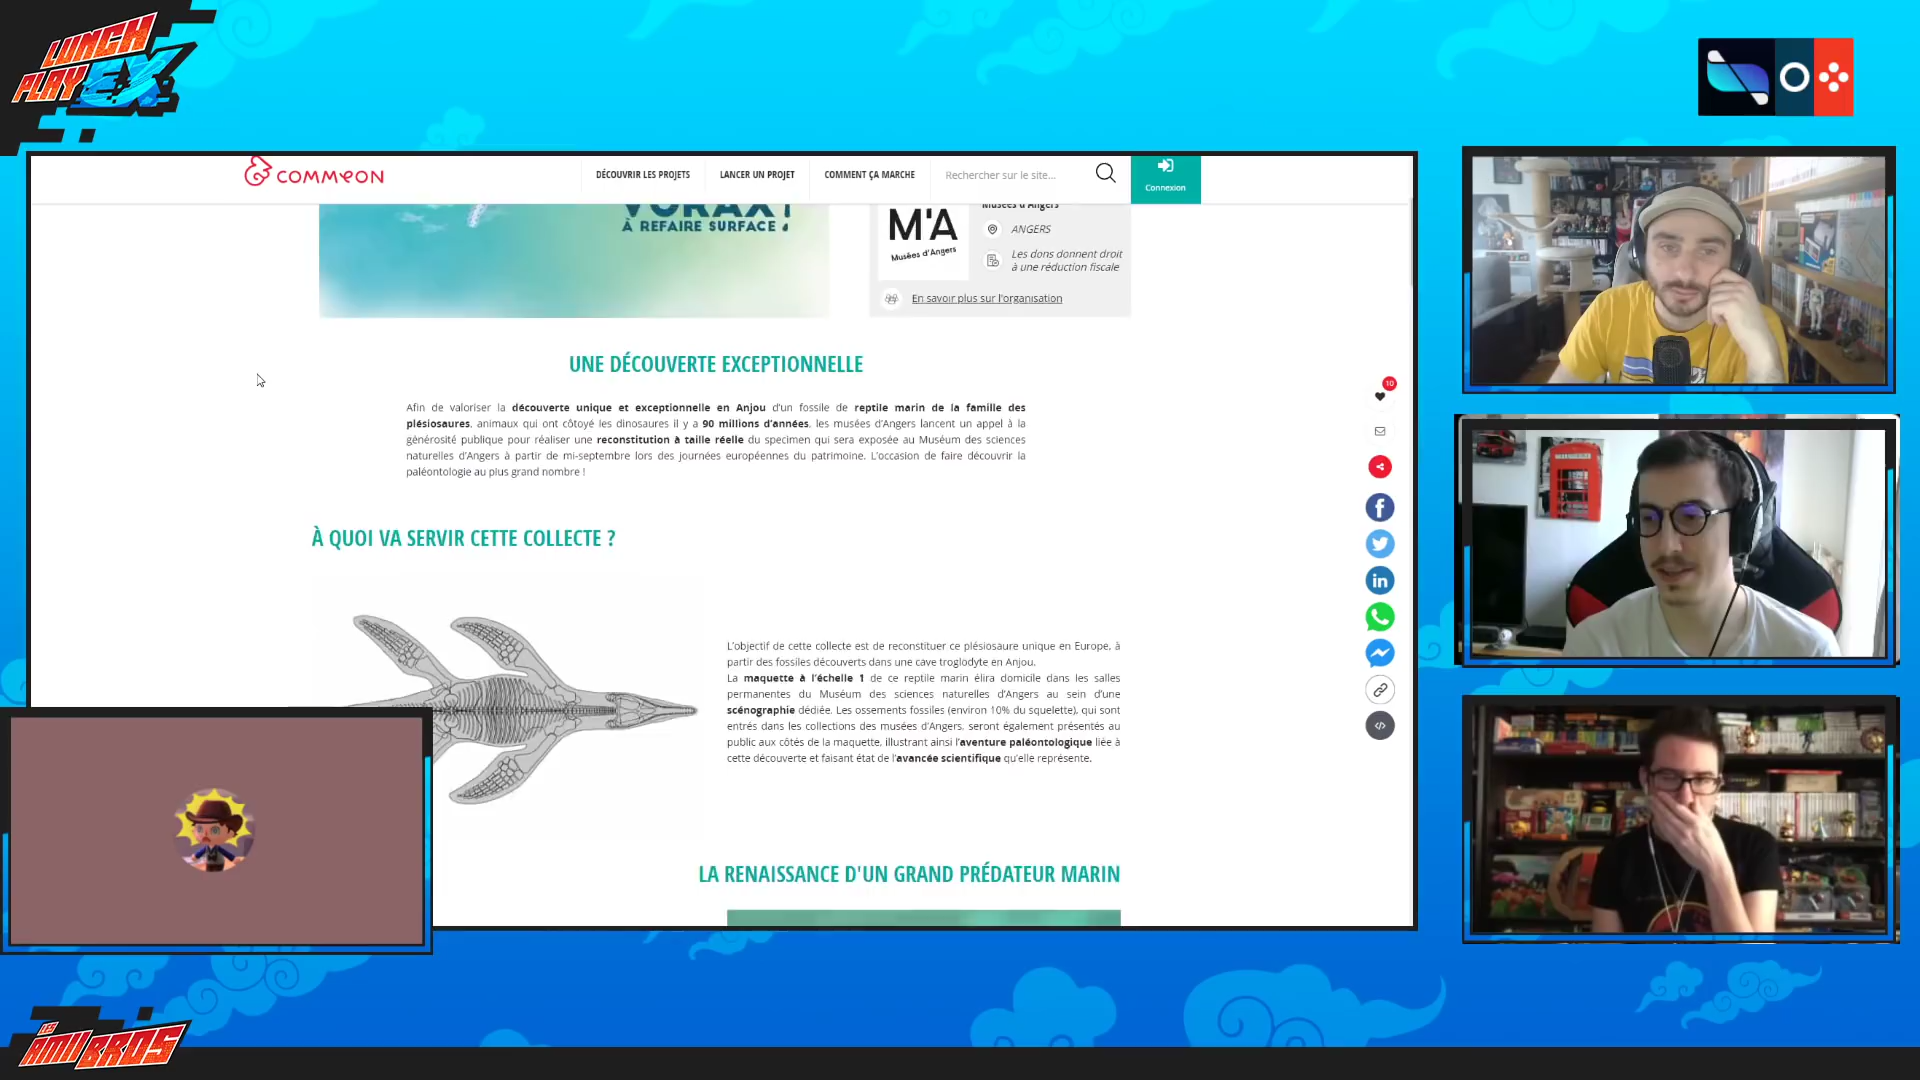 LUNCH
PLAY EX
COMMEON
DÉCOUVRIR LES PROJETS
LANCER UN PROJET
COMMENT ÇA MARCHE
Rechercher sur le site...
Connexion
VORAX !
À REFAIRE SURFACE
Musées d'Angers
M'A
Musées d'Angers
ANGERS
Les dons donnent droit
à une réduction fiscale
En savoir plus sur l'organisation
UNE DÉCOUVERTE EXCEPTIONNELLE
Afin de valoriser la découverte unique et exceptionnelle en Anjou d'un fossile de reptile marin de la famille des
plésiosaures, animaux qui ont côtoyé les dinosaures il y a 90 millions d'années, les musées d'Angers lancent un appel à la
générosité publique pour réaliser une reconstitution à taille réelle du specimen qui sera exposée au Muséum des sciences
naturelles d'Angers à partir de mi-septembre lors des journées européennes du patrimoine. L'occasion de faire découvrir la
paléontologie au plus grand nombre !
10
À QUOI VA SERVIR CETTE COLLECTE ?
L'objectif de cette collecte est de reconstituer ce plésiosaure unique en Europe, à
partir des fossiles découverts dans une cave troglodyte en Anjou.
La maquette à l'échelle 1 de ce reptile marin élira domicile dans les salles
permanentes du Muséum des sciences naturelles d'Angers au sein d'une
scénographie dédiée. Les ossements fossiles (environ 10% du squelette), qui sont
entrés dans les collections des musées d'Angers, seront également présentés au
public aux côtés de la maquette, illustrant ainsi l'aventure paléontologique liée à
cette découverte et faisant état de l'avancée scientifique qu'elle représente.
LA RENAISSANCE D'UN GRAND PRÉDATEUR MARIN
LES
AMIIBROS